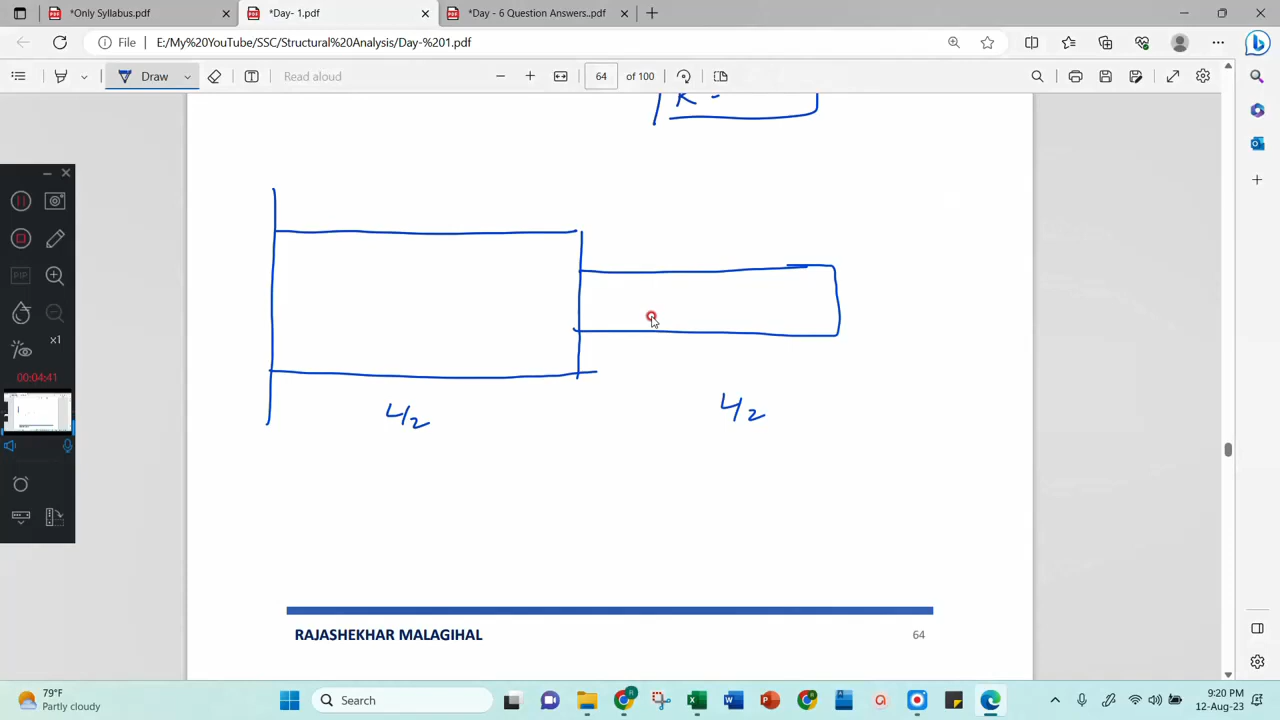 *Only Syllabus.pdf
*Day- 1.pdf
*Day - 6 Question Answers..pdf
File
E:/My%20YouTube/SSC/Structural%20Analysis/Day-%201.pdf
Draw
Read aloud
64 of 100
K =
x1
00:04:41
L/2
L/2
RAJASHEKHAR MALAGIHAL
64
79°F
Partly cloudy
Search
9:20 PM
12-Aug-23